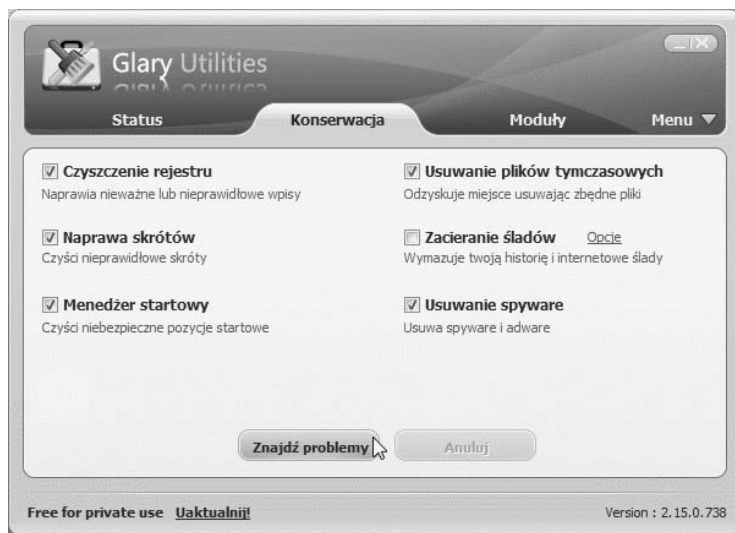 Glary Utilities
Status Konserwacja Moduły Menu
Czyszczenie rejestru
Naprawia nieważne lub nieprawidłowe wpisy
Usuwanie plików tymczasowych
Odzyskuje miejsce usuwając zbędne pliki
Naprawa skrótów
Czyści nieprawidłowe skróty
Zacieranie śladów Opcje
Wymazuje twoją historię i internetowe ślady
Menedżer startowy
Czyści niebezpieczne pozycje startowe
Usuwanie spyware
Usuwa spyware i adware
Znajdź problemy Anuluj
Free for private use Uaktualnij! Version : 2.15.0.738